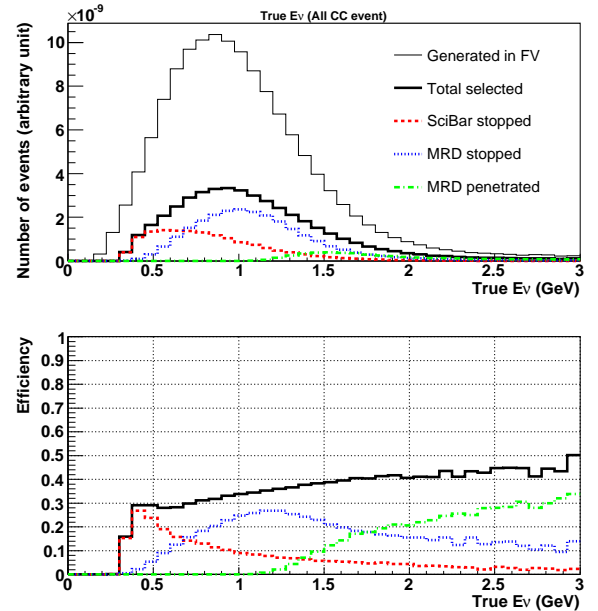 True Eν (All CC event)
×10⁻⁹
Number of events (arbitrary unit)
10
8
6
4
2
0
Generated in FV
Total selected
SciBar stopped
MRD stopped
MRD penetrated
0 0.5 1 1.5 2 2.5 3
True Eν (GeV)
Efficiency
1
0.9
0.8
0.7
0.6
0.5
0.4
0.3
0.2
0.1
0
0 0.5 1 1.5 2 2.5 3
True Eν (GeV)